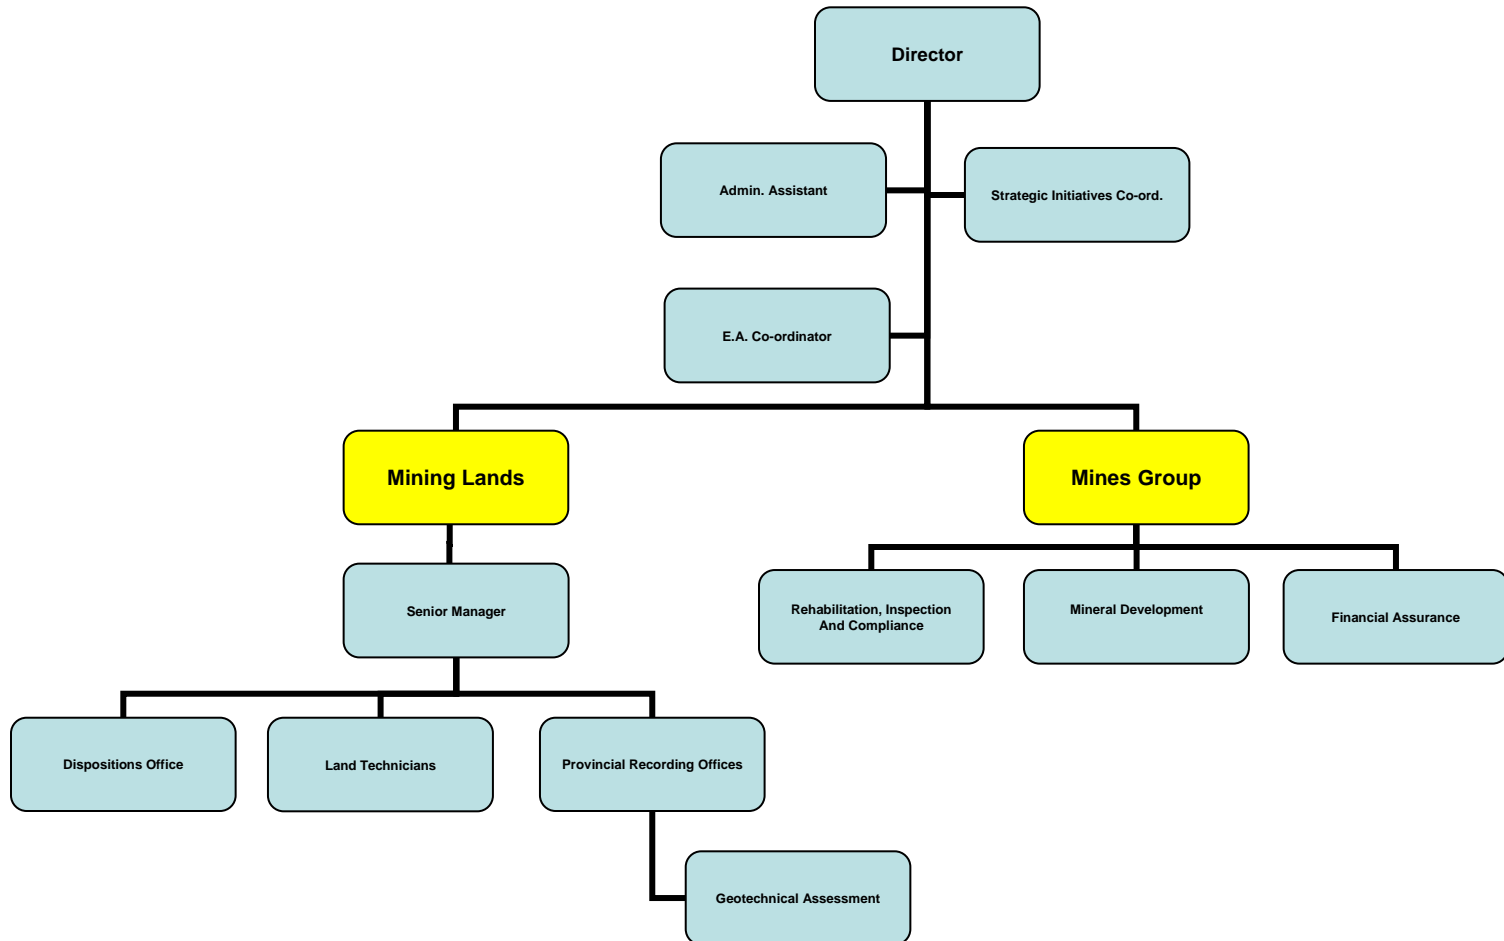 Director
Admin. Assistant
Strategic Initiatives Co-ord.
E.A. Co-ordinator
Mining Lands
Mines Group
Senior Manager
Rehabilitation, Inspection
And Compliance
Mineral Development
Financial Assurance
Dispositions Office
Land Technicians
Provincial Recording Offices
Geotechnical Assessment